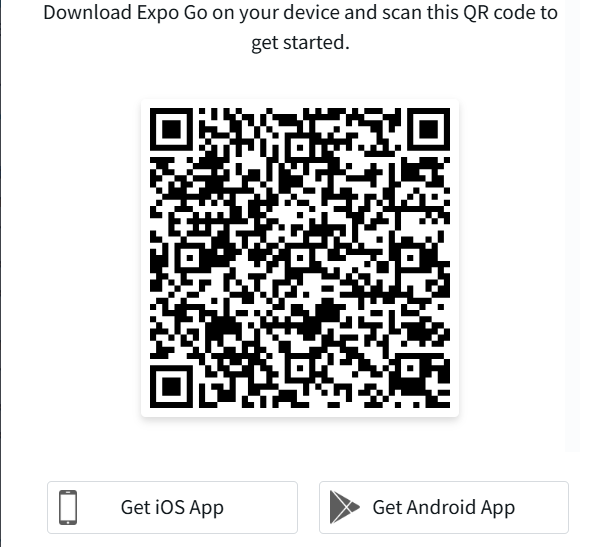 Download Expo Go on your device and scan this QR code to
get started.
Get iOS App
Get Android App